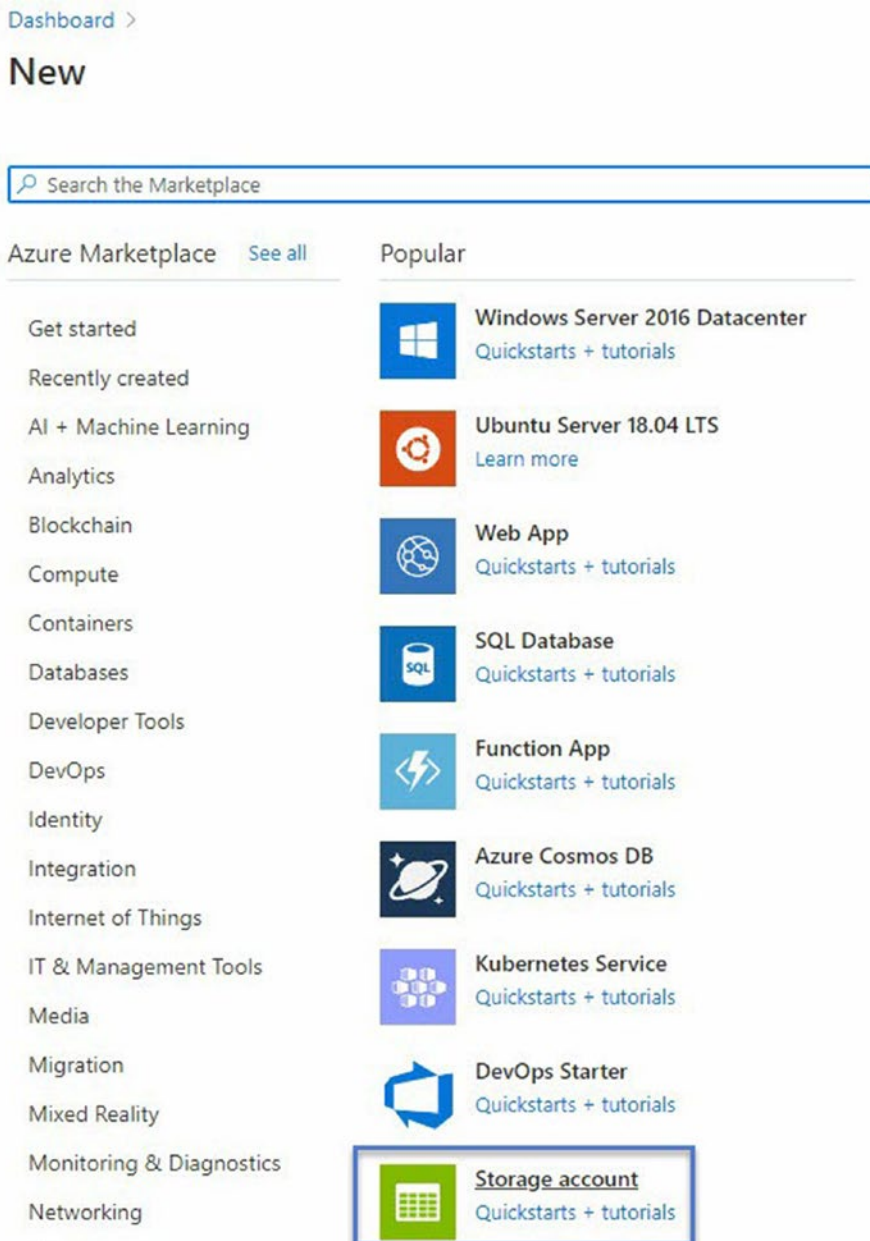 Dashboard >
New
Search the Marketplace
Azure Marketplace See all
Get started
Recently created
AI + Machine Learning
Analytics
Blockchain
Compute
Containers
Databases
Developer Tools
DevOps
Identity
Integration
Internet of Things
IT & Management Tools
Media
Migration
Mixed Reality
Monitoring & Diagnostics
Networking
Popular
Windows Server 2016 Datacenter
Quickstarts + tutorials
Ubuntu Server 18.04 LTS
Learn more
Web App
Quickstarts + tutorials
SQL
SQL Database
Quickstarts + tutorials
Function App
Quickstarts + tutorials
Azure Cosmos DB
Quickstarts + tutorials
Kubernetes Service
Quickstarts + tutorials
DevOps Starter
Quickstarts + tutorials
Storage account
Quickstarts + tutorials